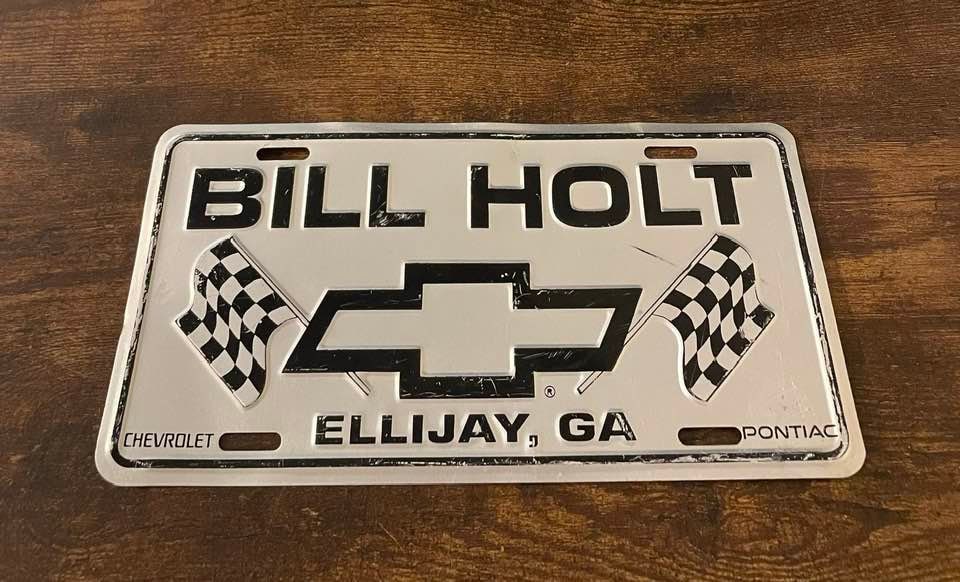 BILL HOLT
®
ELLIJAY, GA
CHEVROLET PONTIAC